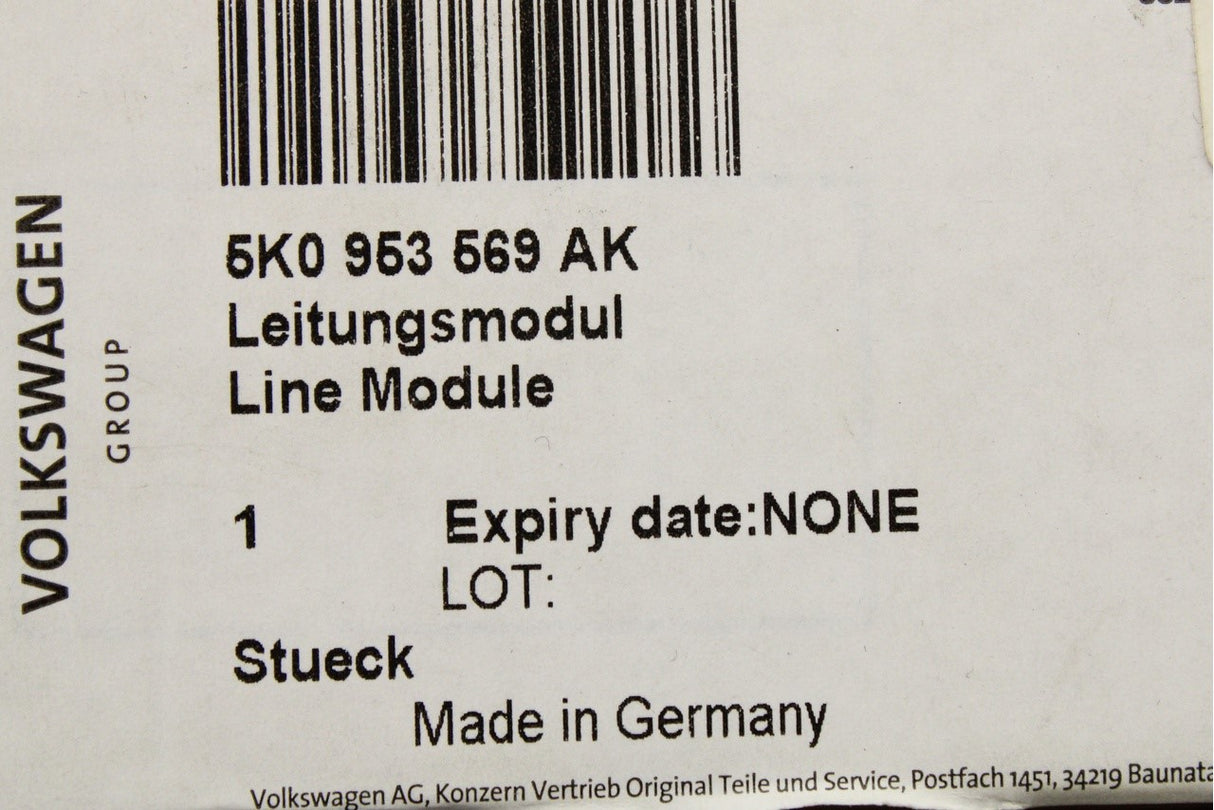 5K0 953 569 AK
Leitungsmodul
Line Module
1 Expiry date:NONE
LOT:
Stueck
Made in Germany
Volkswagen AG, Konzern Vertrieb Original Teile und Service, Postfach 1451, 34219
VOLKSWAGEN
GROUP